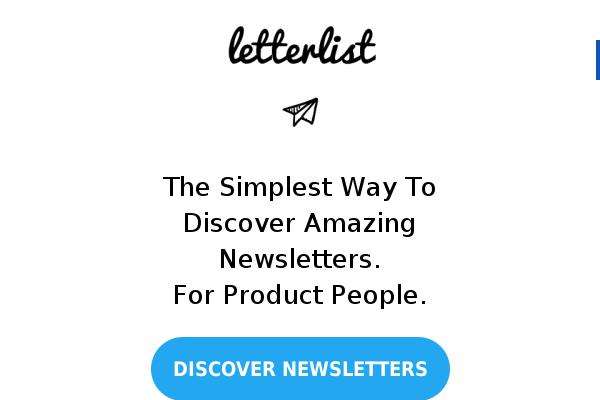 letterlist
The Simplest Way To
Discover Amazing
Newsletters.
For Product People.
DISCOVER NEWSLETTERS